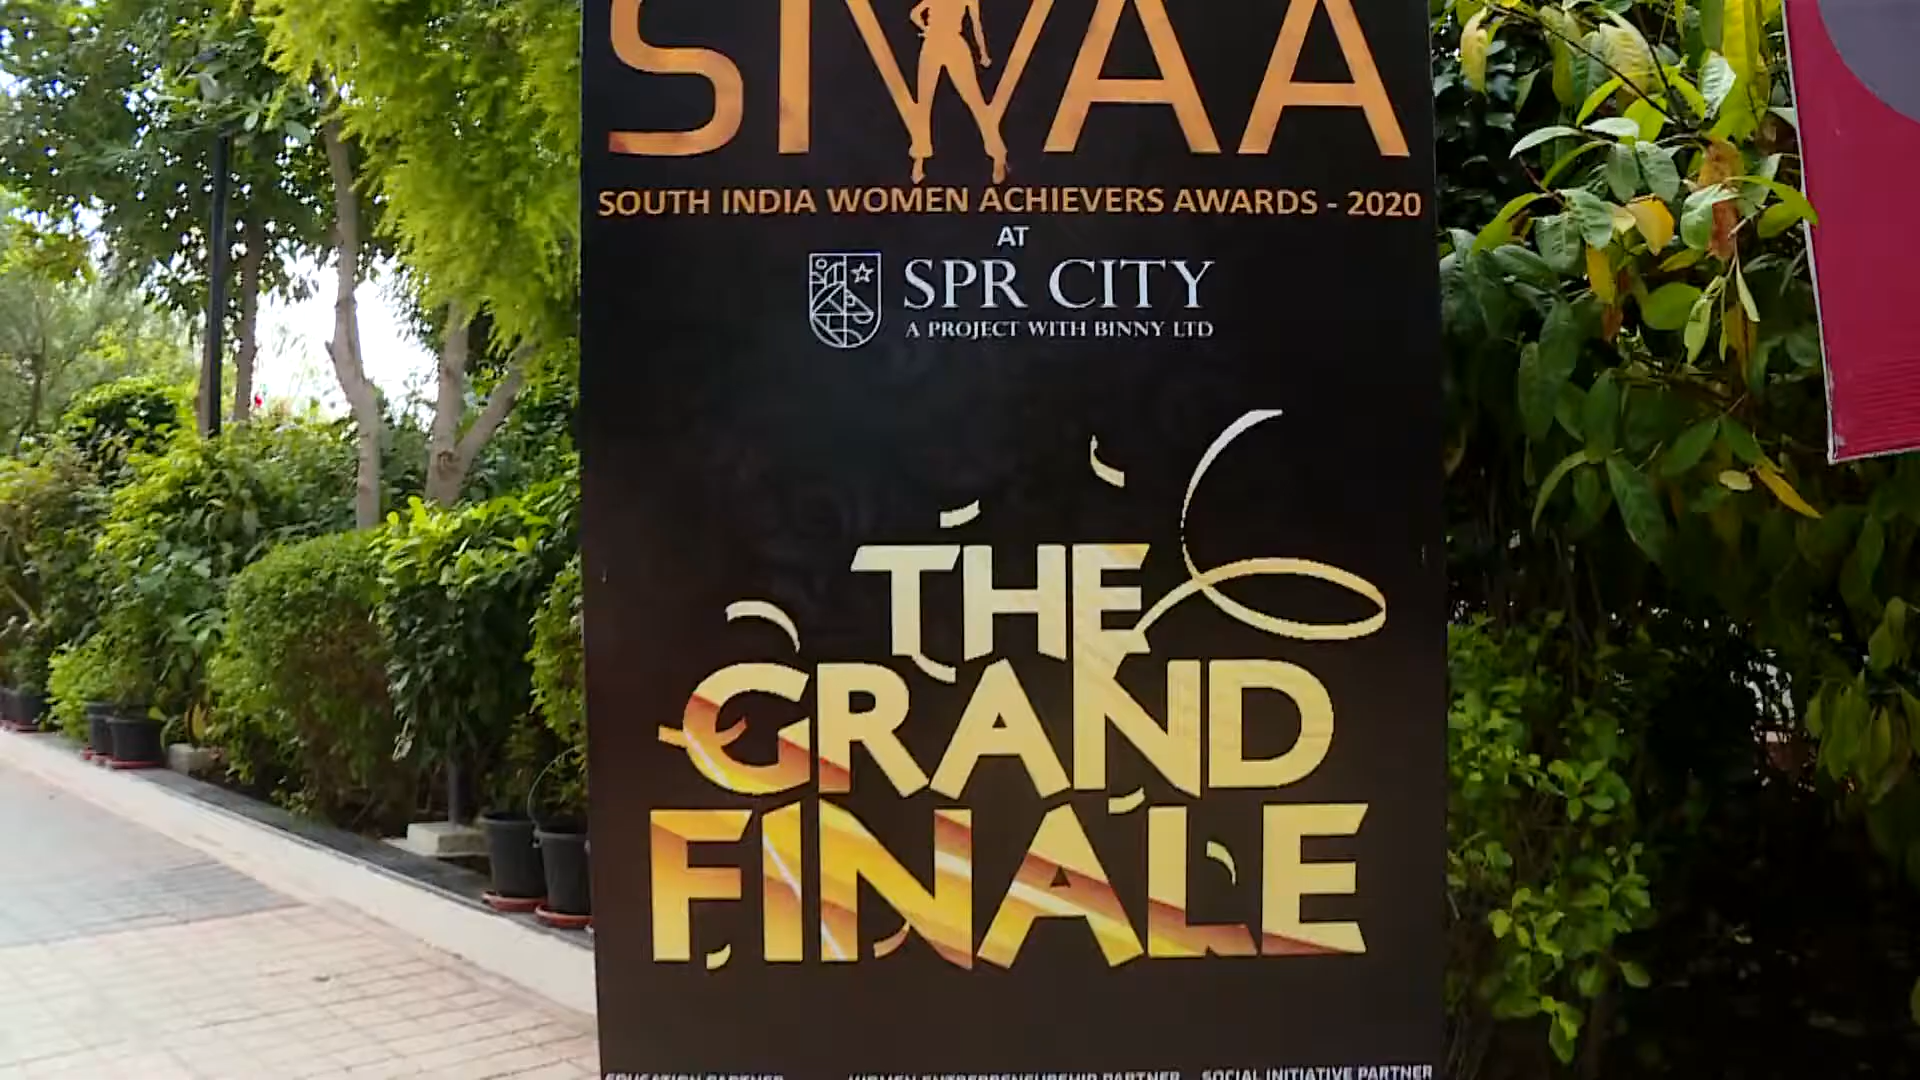 SIWAA
SOUTH INDIA WOMEN ACHIEVERS AWARDS - 2020
AT
SPR CITY
A PROJECT WITH BINNY LTD
THE
GRAND
FINALE
EDUCATION PARTNER WOMEN ENTREPRENEURSHIP PARTNER SOCIAL INITIATIVE PARTNER